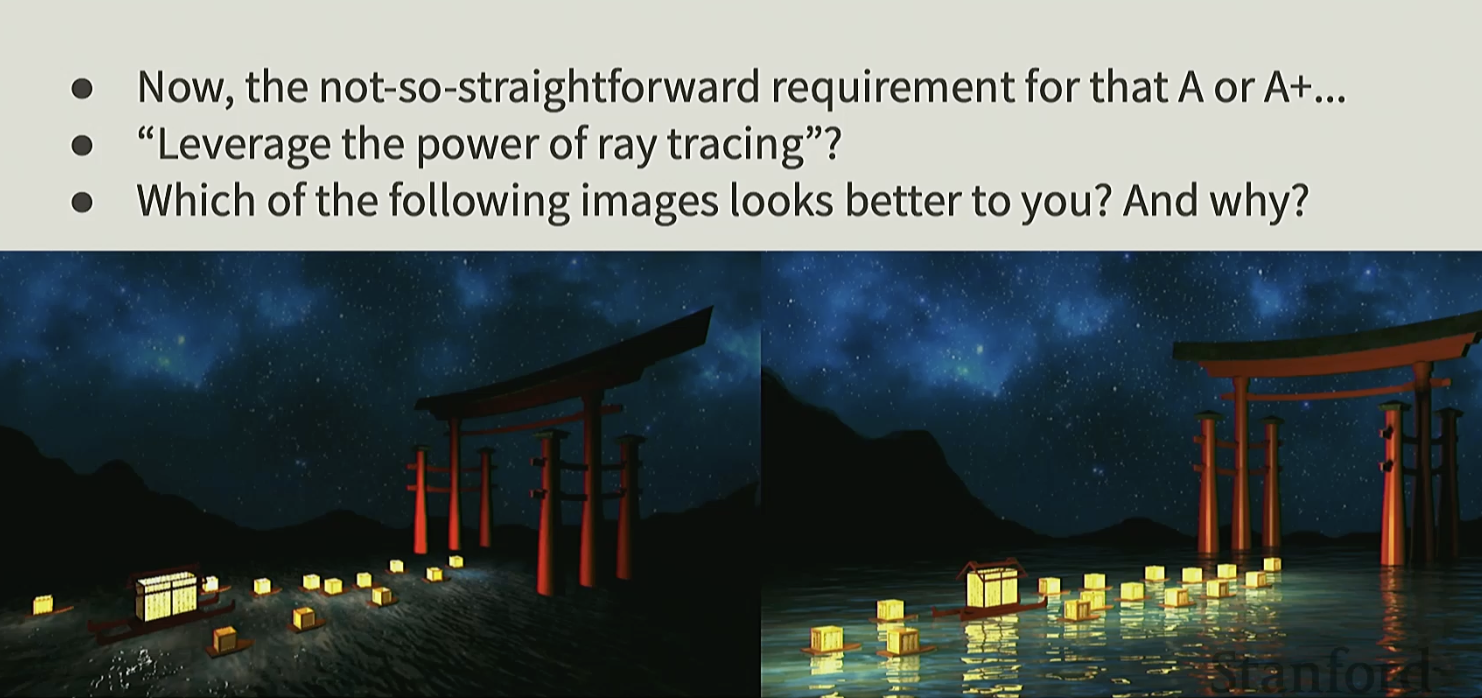 Now, the not-so-straightforward requirement for that A or A+...
“Leverage the power of ray tracing”?
Which of the following images looks better to you? And why?
Stanford